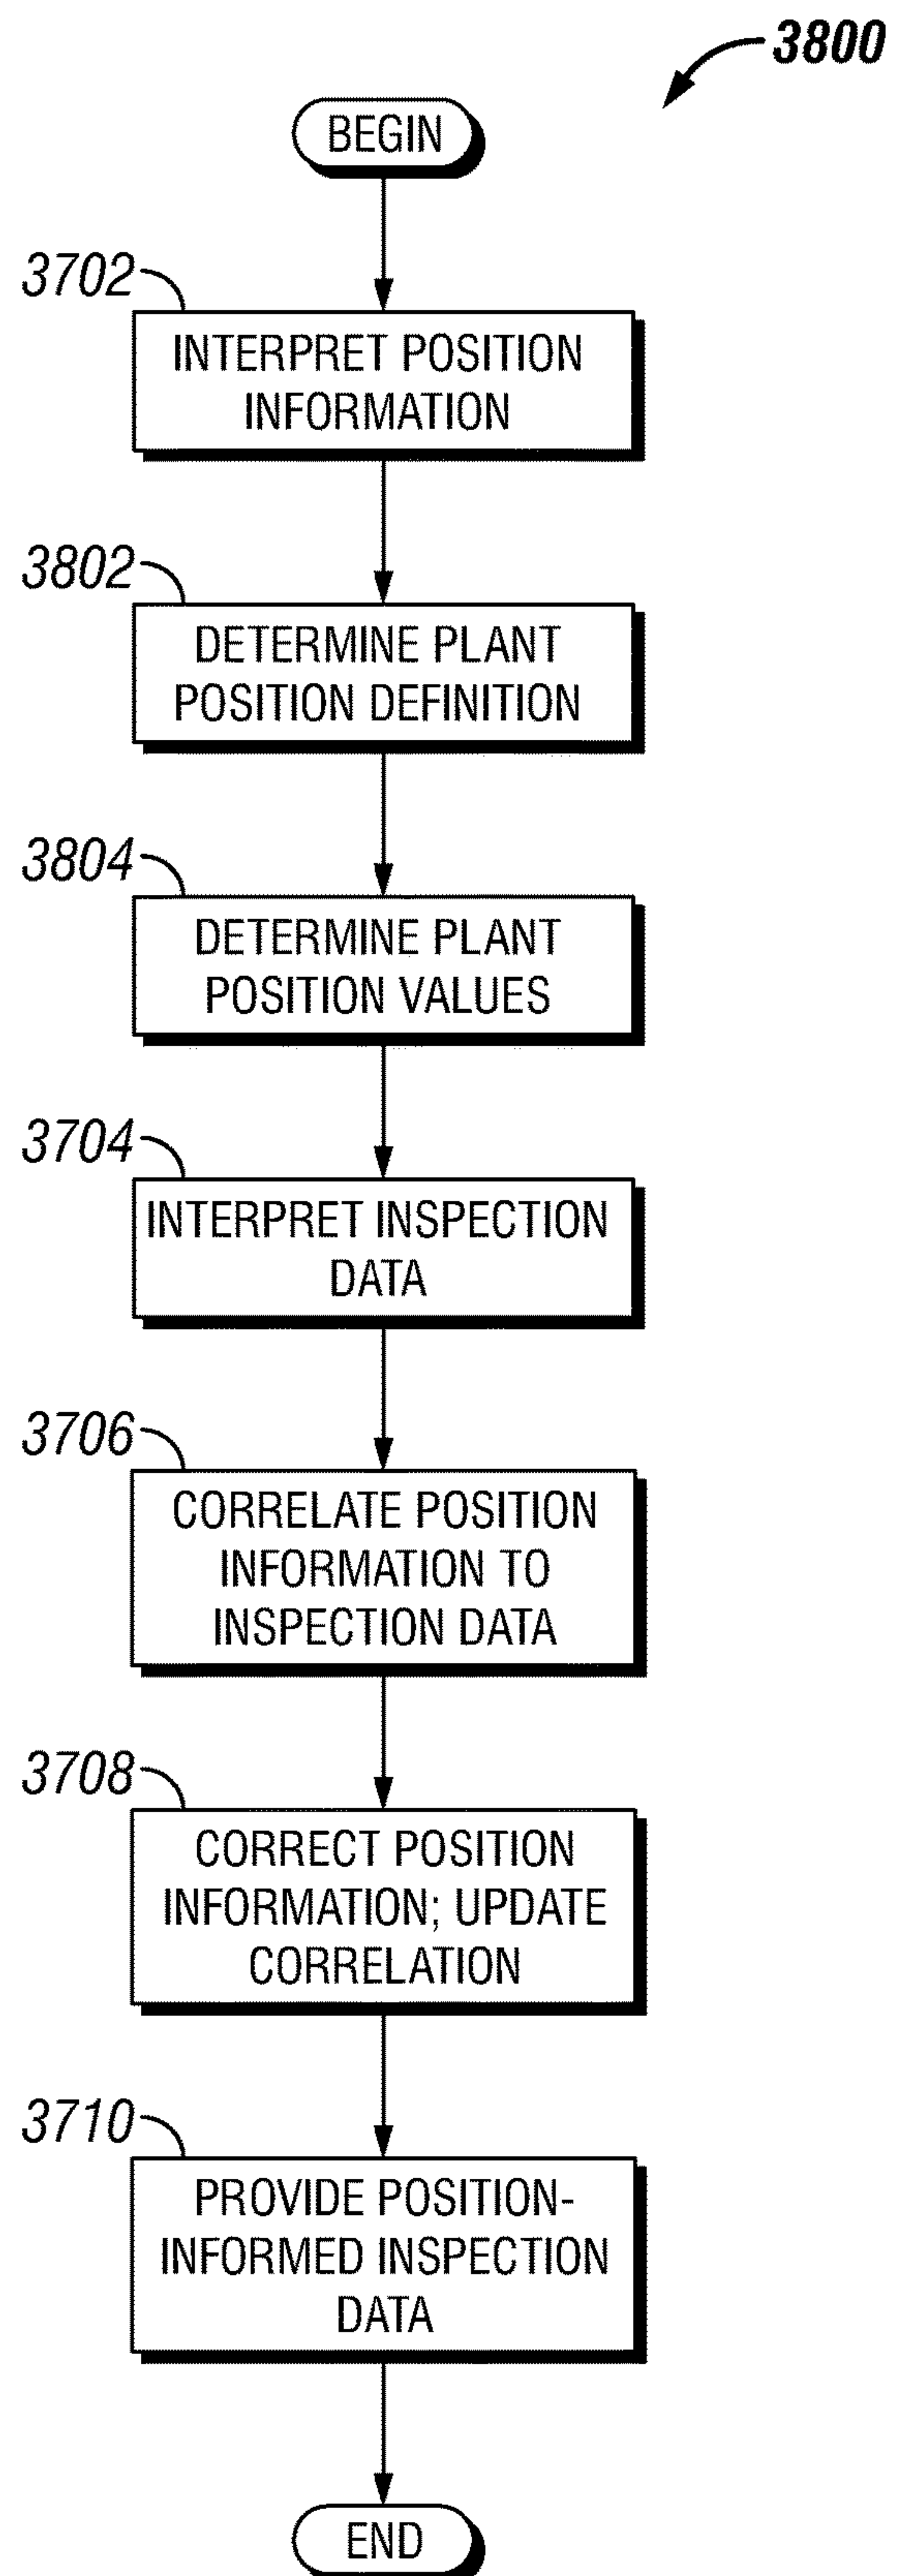 3800
BEGIN
3702
INTERPRET POSITION
INFORMATION
3802
DETERMINE PLANT
POSITION DEFINITION
3804
DETERMINE PLANT
POSITION VALUES
3704
INTERPRET INSPECTION
DATA
3706
CORRELATE POSITION
INFORMATION TO
INSPECTION DATA
3708
CORRECT POSITION
INFORMATION; UPDATE
CORRELATION
3710
PROVIDE POSITION-
INFORMED INSPECTION
DATA
END